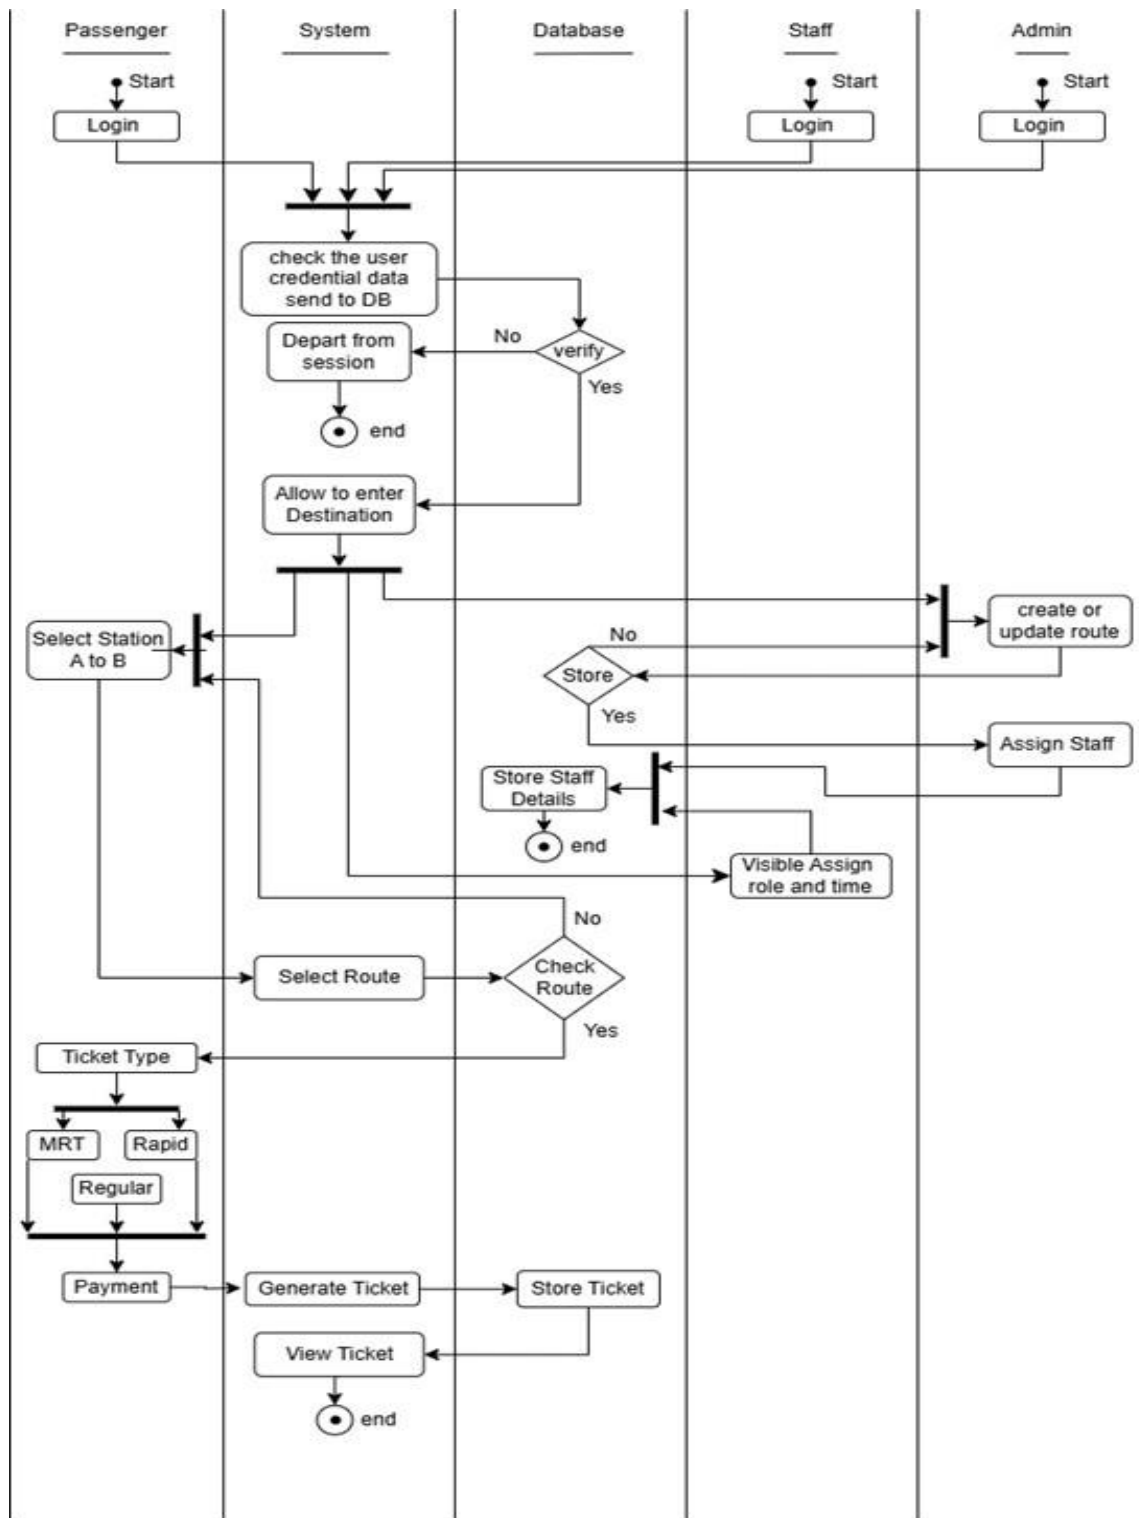 Passenger
System
Database
Staff
Admin
Start
Start
Start
Login
Login
Login
check the user
credential data
send to DB
Depart from
session
No
verify
Yes
end
Allow to enter
Destination
Select Station
A to B
No
create or
update route
Store
Yes
Assign Staff
Store Staff
Details
end
Visible Assign
role and time
No
Select Route
Check
Route
Yes
Ticket Type
MRT
Rapid
Regular
Payment
Generate Ticket
Store Ticket
View Ticket
end